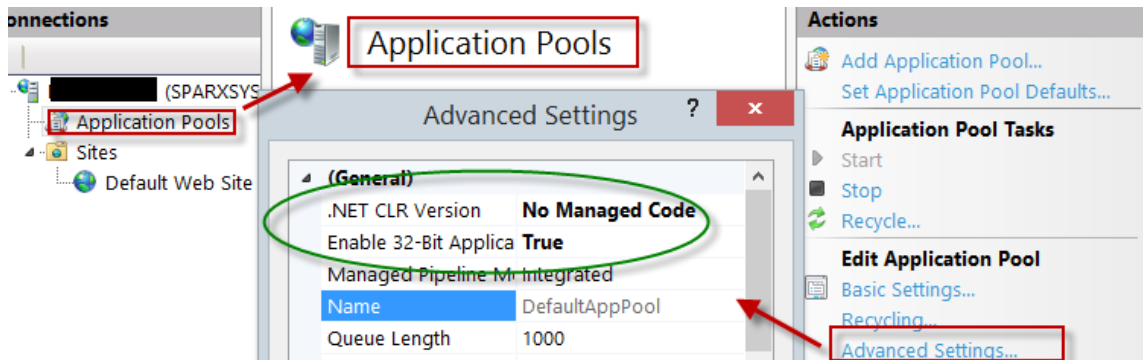 onnections
(SPARXSYS
Application Pools
Sites
Default Web Site
Application Pools
Advanced Settings
?
x
(General)
.NET CLR Version No Managed Code
Enable 32-Bit Applica True
Managed Pipeline Mo Integrated
Name DefaultAppPool
Queue Length 1000
Actions
Add Application Pool...
Set Application Pool Defaults...
Application Pool Tasks
Start
Stop
Recycle...
Edit Application Pool
Basic Settings...
Recycling...
Advanced Settings...